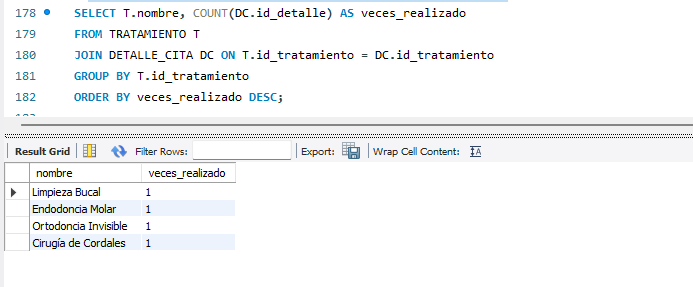 178 SELECT T.nombre, COUNT(DC.id_detalle) AS veces_realizado
179 FROM TRATAMIENTO T
180 JOIN DETALLE_CITA DC ON T.id_tratamiento = DC.id_tratamiento
181 GROUP BY T.id_tratamiento
182 ORDER BY veces_realizado DESC;
Result Grid Filter Rows: Export: Wrap Cell Content:
nombre veces_realizado
Limpieza Bucal 1
Endodoncia Molar 1
Ortodoncia Invisible 1
Cirugía de Cordales 1